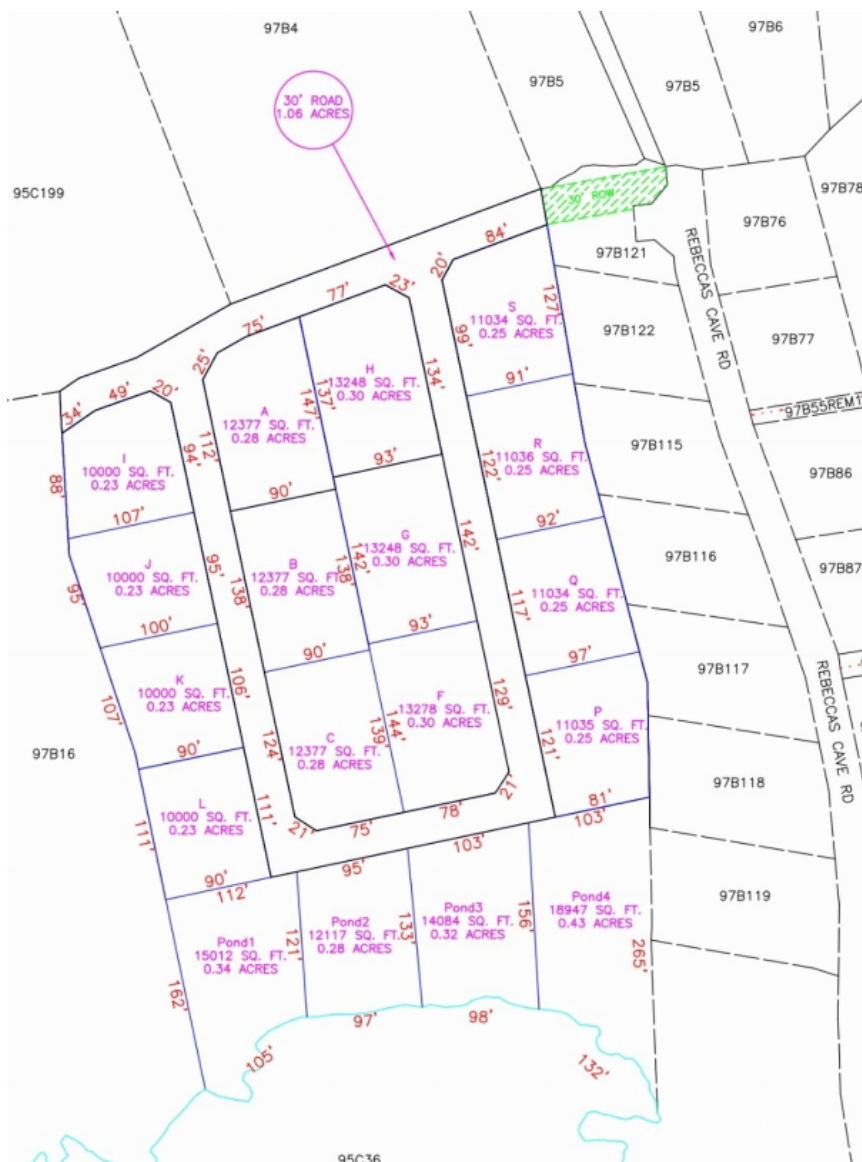 97B4
97B6
97B5
97B5
30' ROAD
1.06 ACRES
95C199
97B78
30' ROW
97B76
REBECCAS CAVE RD
97B121
84'
20'
23'
77'
75'
127'
S
11034 SQ. FT.
0.25 ACRES
97B122
97B77
99'
25'
H
13248 SQ. FT.
0.30 ACRES
134'
137'
147'
91'
20'
49'
34'
A
12377 SQ. FT.
0.28 ACRES
97B55REM1
112'
94'
R
11036 SQ. FT.
0.25 ACRES
97B115
I
10000 SQ. FT.
0.23 ACRES
93'
122'
97B86
88'
90'
107'
92'
G
13248 SQ. FT.
0.30 ACRES
142'
142'
138'
97B116
97B87
95'
J
10000 SQ. FT.
0.23 ACRES
B
12377 SQ. FT.
0.28 ACRES
138'
95'
Q
11034 SQ. FT.
0.25 ACRES
117'
100'
93'
90'
97'
97B117
REBECCAS CAVE RD
K
10000 SQ. FT.
0.23 ACRES
106'
107'
F
13278 SQ. FT.
0.30 ACRES
129'
144'
139'
P
11035 SQ. FT.
0.25 ACRES
121'
C
12377 SQ. FT.
0.28 ACRES
124'
97B16
90'
97B118
21'
L
10000 SQ. FT.
0.23 ACRES
111'
111'
78'
75'
21'
81'
103'
103'
95'
90'
112'
97B119
Pond4
18947 SQ. FT.
0.43 ACRES
Pond3
14084 SQ. FT.
0.32 ACRES
Pond2
12117 SQ. FT.
0.28 ACRES
Pond1
15012 SQ. FT.
0.34 ACRES
121'
133'
156'
265'
162'
97'
98'
105'
132'
95C36